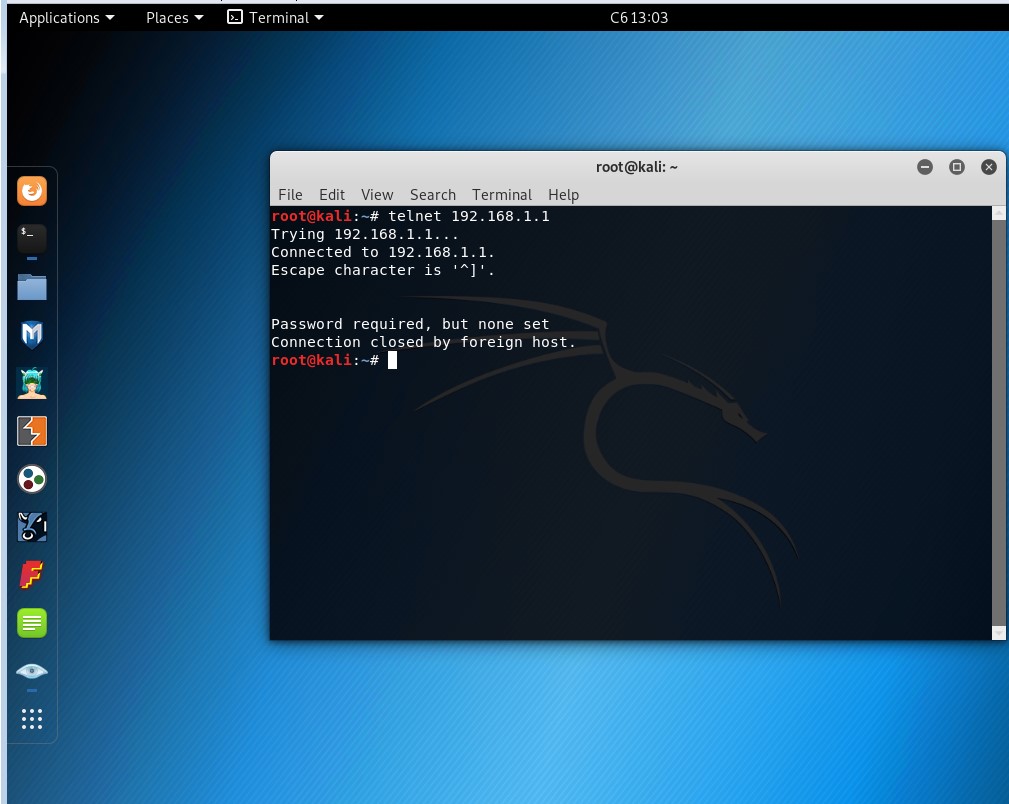 Applications Places Terminal Сб 13:03
root@kali: ~
File Edit View Search Terminal Help
root@kali:~# telnet 192.168.1.1
Trying 192.168.1.1...
Connected to 192.168.1.1.
Escape character is '^]'.
Password required, but none set
Connection closed by foreign host.
root@kali:~#